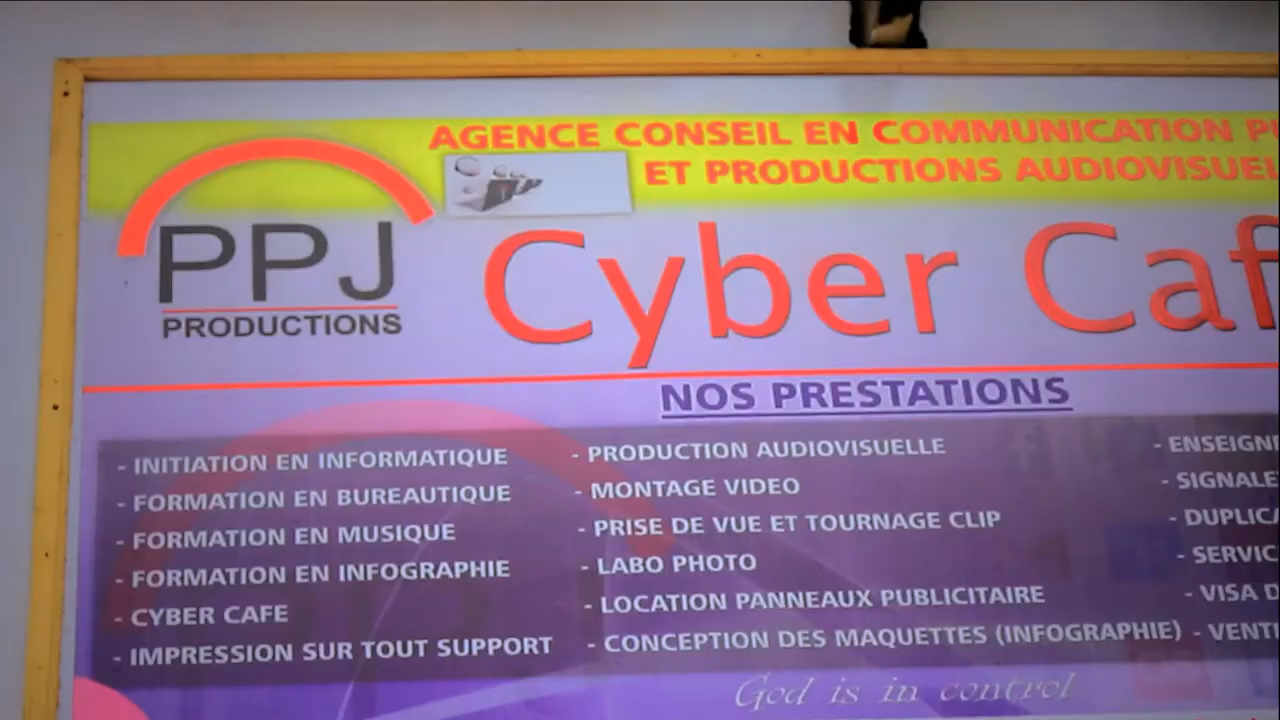 AGENCE CONSEIL EN COMMUNICATION
ET PRODUCTIONS
PPJ
PRODUCTIONS
Cyber
NOS PRESTATIONS
- INITIATION EN INFORMATIQUE
- FORMATION EN BUREAUTIQUE
- FORMATION EN MUSIQUE
- FORMATION EN INFOGRAPHIE
- CYBER CAFE
- IMPRESSION SUR TOUT SUPPORT
- PRODUCTION AUDIOVISUELLE
- MONTAGE VIDEO
- PRISE DE VUE ET TOURNAGE CLIP
- LABO PHOTO
- LOCATION PANNEAUX PUBLICITAIRE
- CONCEPTION DES MAQUETTES (INFOGRAPHIE)
- VISA
God is in control